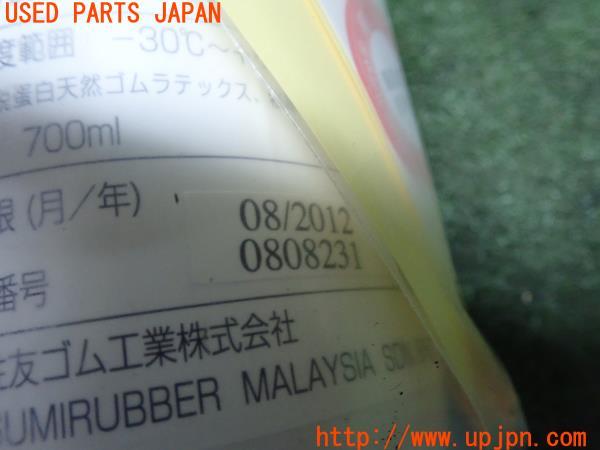 USED PARTS JAPAN
度範囲 －30℃～
蛋白天然ゴムラテックス、
700ml
限(月／年) 08/2012
番号 0808231
住友ゴム工業株式会社
SUMIRUBBER MALAYSIA SDN
http://www.upjpn.com